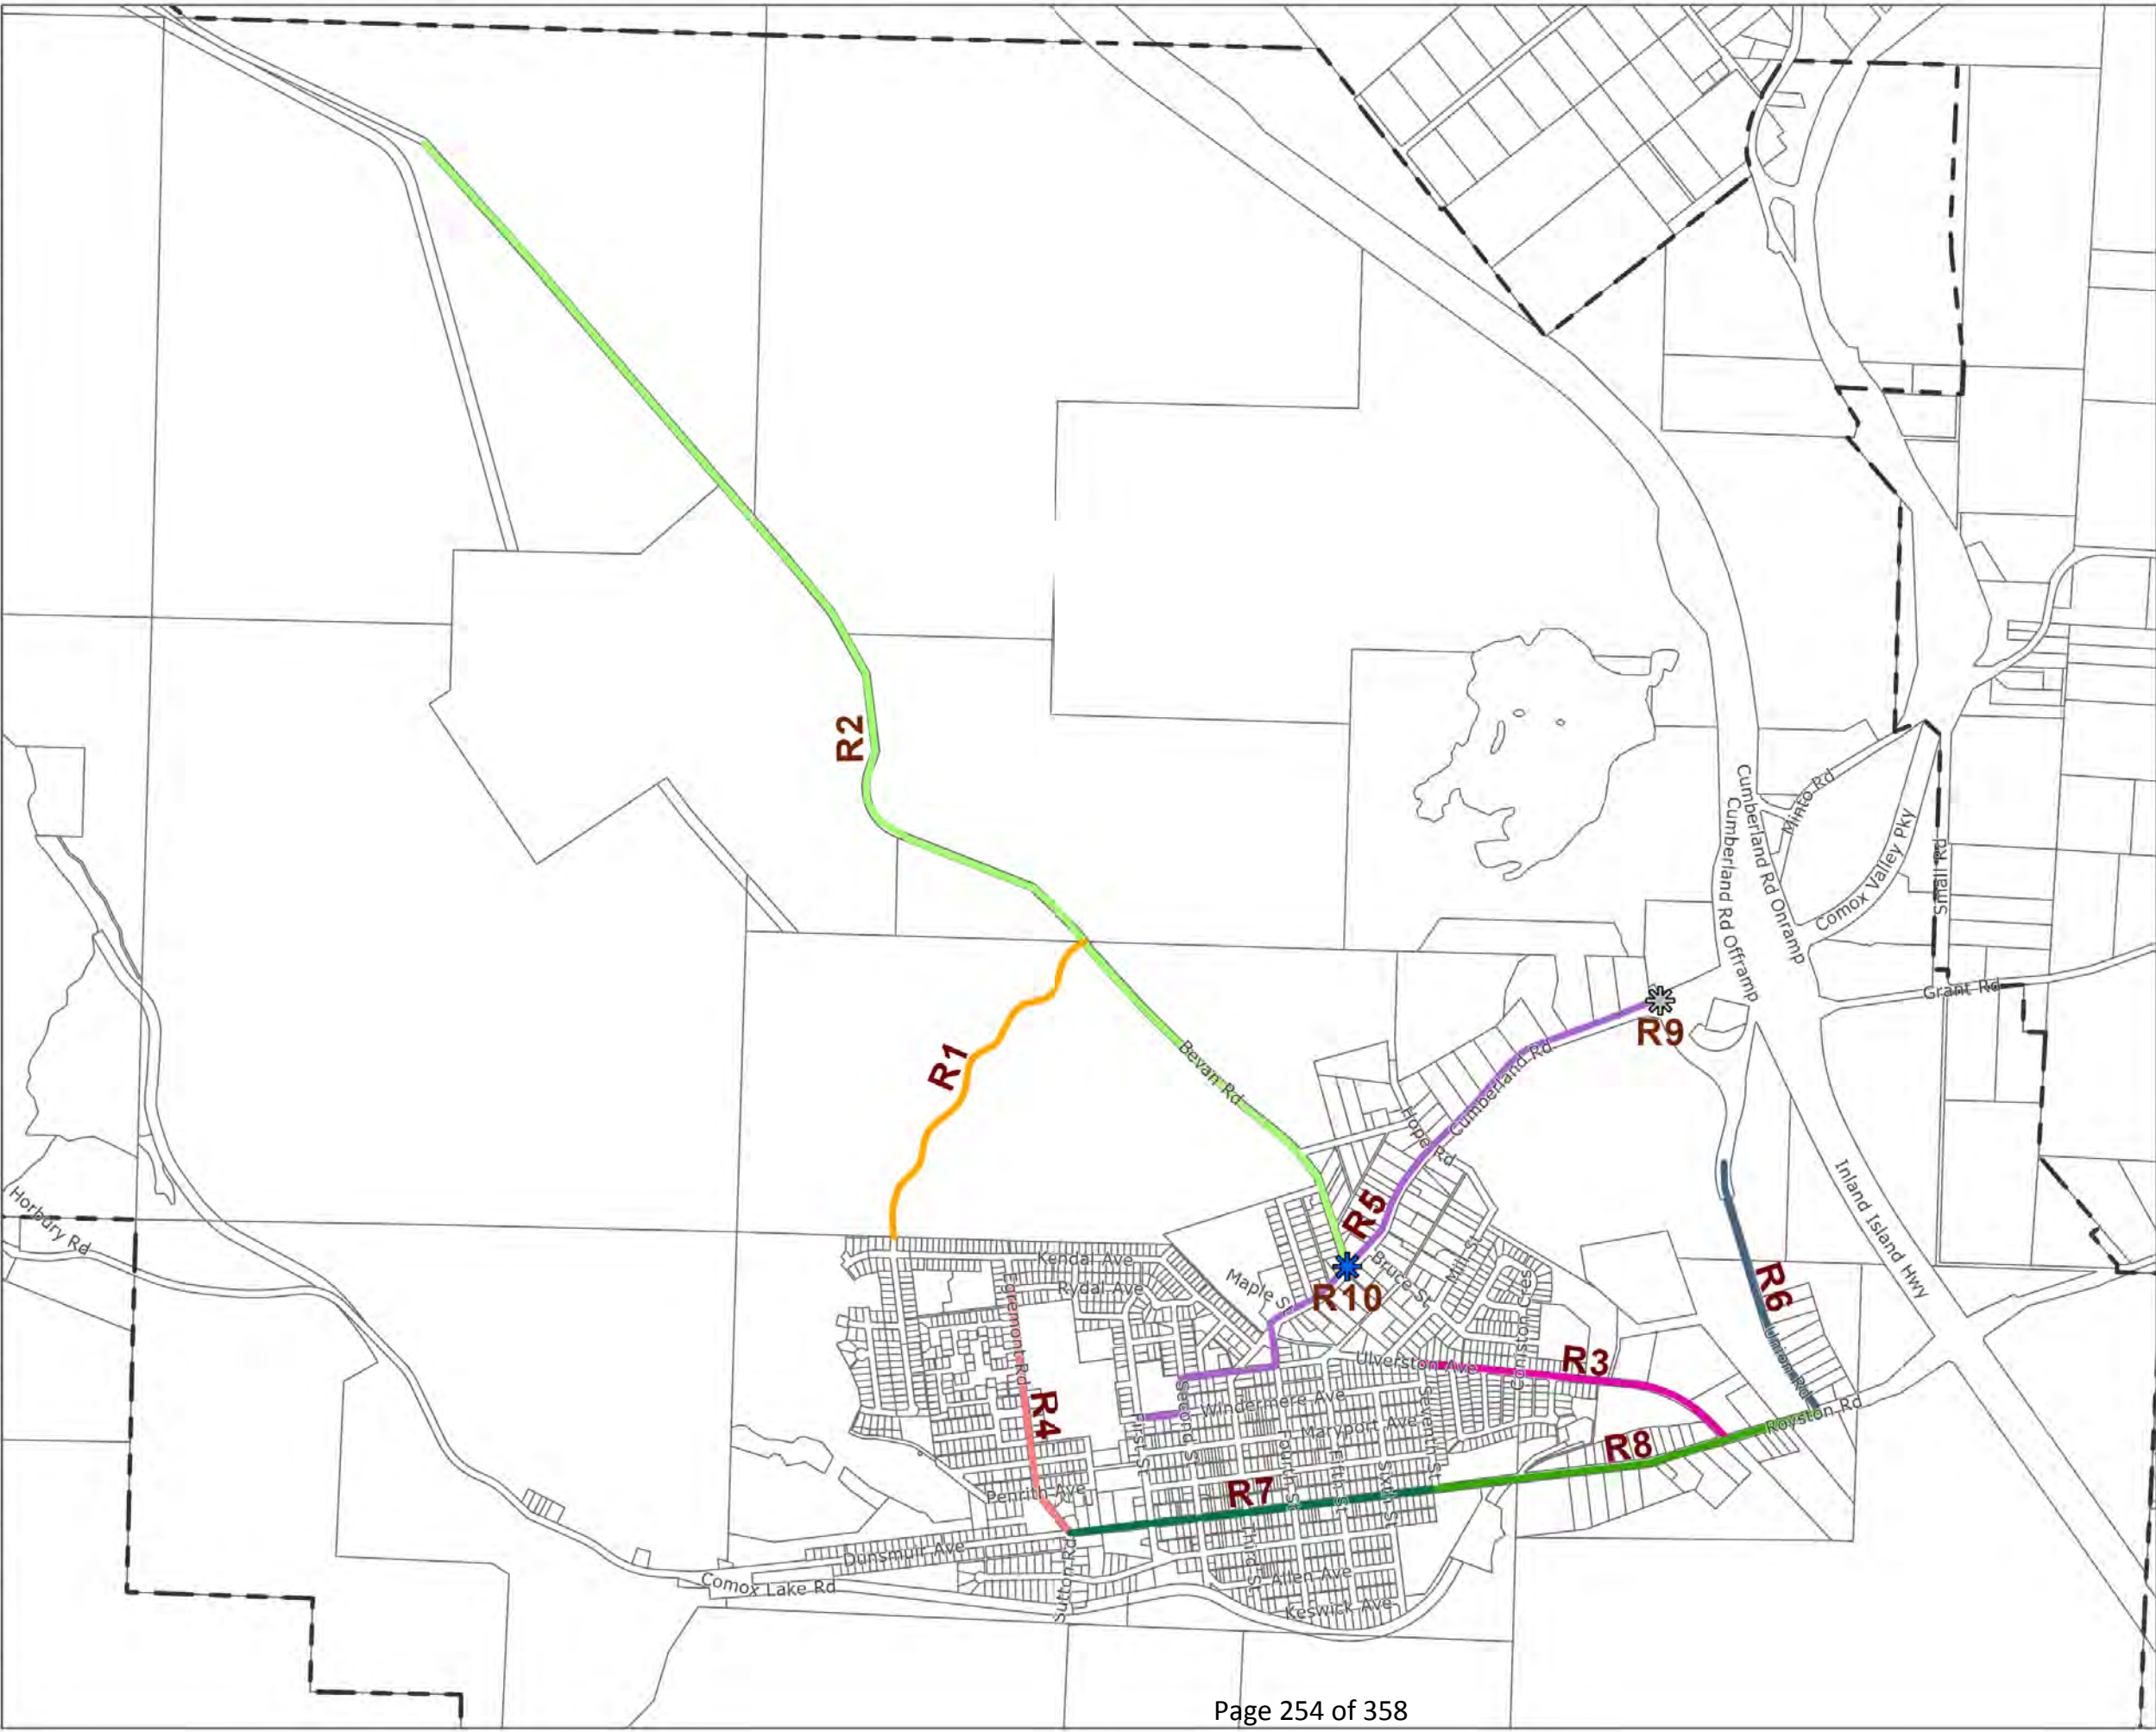 R2
Cumberland Rd Onramp
Cumberland Rd Offramp
Minto Rd
Comox Valley Pky
Small Rd
Grant Rd
R9
R1
Bevan Rd
Cumberland Rd
Hope Rd
R5
Inland Island Hwy
Horbury Rd
Kendal Ave
Rydal Ave
Egremont Rd
Maple St
R10
Bruce St
Mill St
Coniston Cres
R6
Union Rd
Ulverston Ave
R3
R4
Second St
First St
Windermere Ave
Maryport Ave
Seventh St
Royston Rd
R8
Fourth St
Fifth St
Sixth St
Penrith Ave
R7
Third St
Dunsmuir Ave
Comox Lake Rd
Sutton Rd
Allen Ave
Keswick Ave
Page 254 of 358